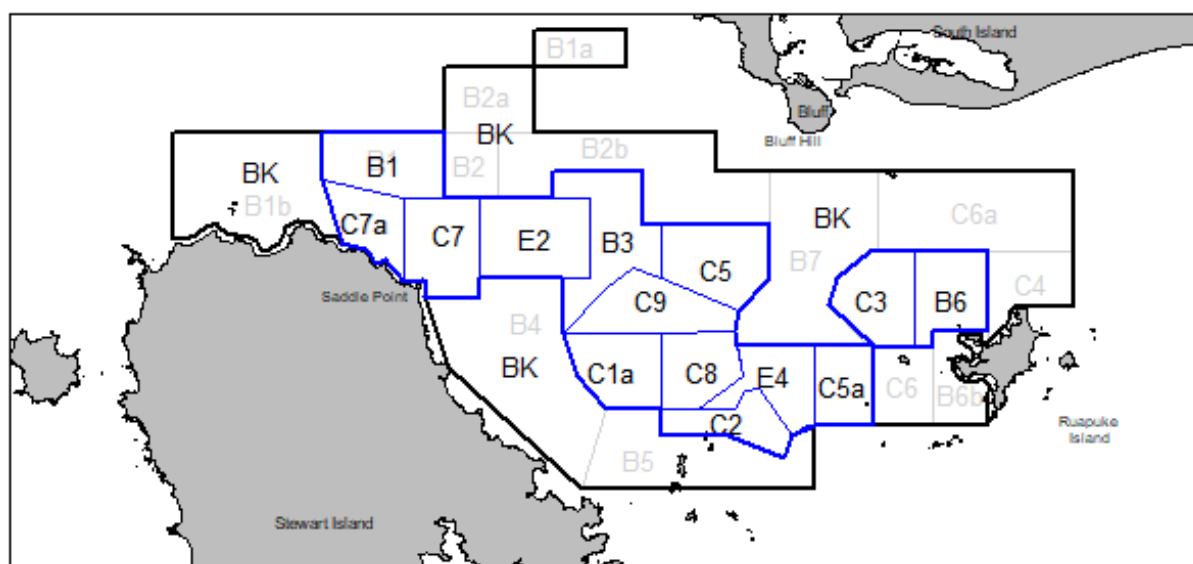 B1a
South Island
B2a
Bluff
BK
Bluff Hill
B1
B2
B2b
BK
B1b
C7a
C7
E2
B3
BK
C6a
C5
B7
C4
Saddle Point
C9
C3
B6
B4
BK
C1a
C8
E4
C5a
C6
B6b
C2
Ruapuke
Island
B5
Stewart Island